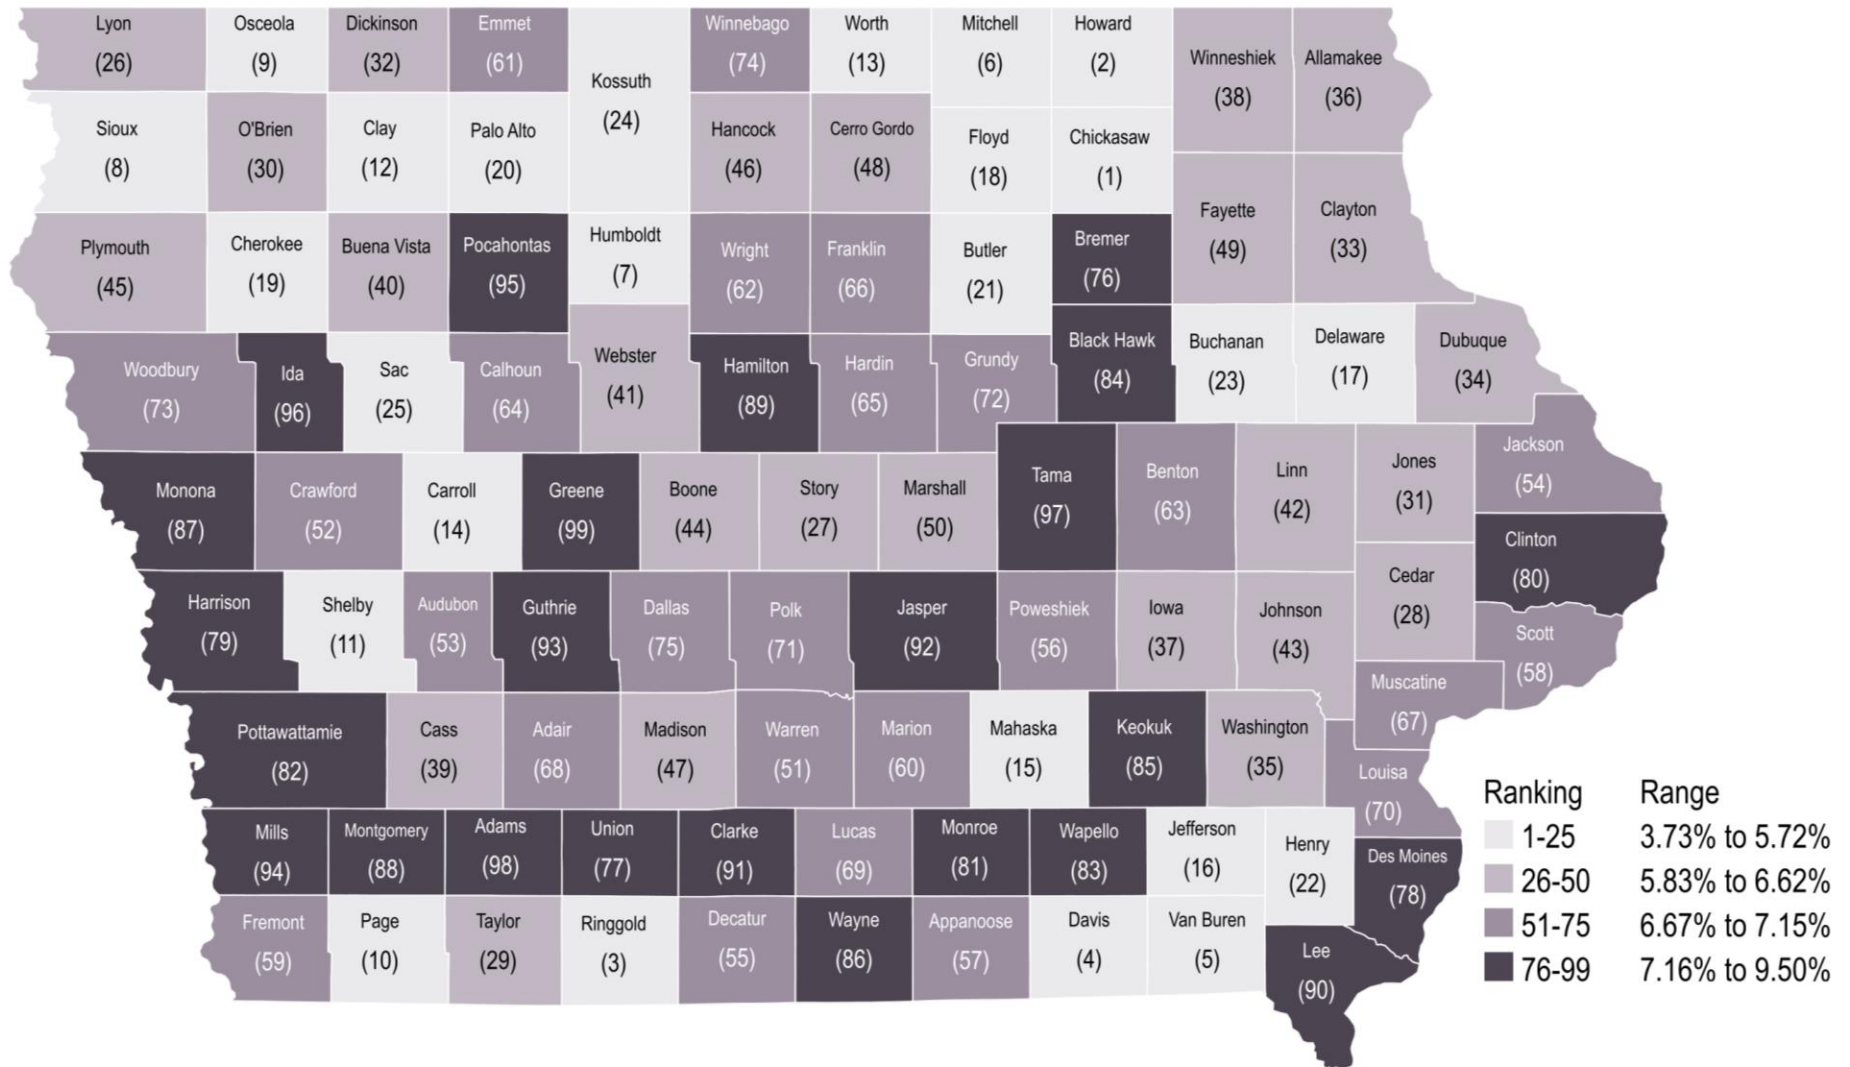 Lyon
(26)
Osceola
(9)
Dickinson
(32)
Emmet
(61)
Kossuth
(24)
Winnebago
(74)
Worth
(13)
Mitchell
(6)
Howard
(2)
Winneshiek
(38)
Allamakee
(36)
Sioux
(8)
O'Brien
(30)
Clay
(12)
Palo Alto
(20)
Hancock
(46)
Cerro Gordo
(48)
Floyd
(18)
Chickasaw
(1)
Plymouth
(45)
Cherokee
(19)
Buena Vista
(40)
Pocahontas
(95)
Humboldt
(7)
Wright
(62)
Franklin
(66)
Butler
(21)
Bremer
(76)
Fayette
(49)
Clayton
(33)
Woodbury
(73)
Ida
(96)
Sac
(25)
Calhoun
(64)
Webster
(41)
Hamilton
(89)
Hardin
(65)
Grundy
(72)
Black Hawk
(84)
Buchanan
(23)
Delaware
(17)
Dubuque
(34)
Monona
(87)
Crawford
(52)
Carroll
(14)
Greene
(99)
Boone
(44)
Story
(27)
Marshall
(50)
Tama
(97)
Benton
(63)
Linn
(42)
Jones
(31)
Jackson
(54)
Clinton
(80)
Harrison
(79)
Shelby
(11)
Audubon
(53)
Guthrie
(93)
Dallas
(75)
Polk
(71)
Jasper
(92)
Poweshiek
(56)
Iowa
(37)
Johnson
(43)
Cedar
(28)
Scott
(58)
Muscatine
(67)
Pottawattamie
(82)
Cass
(39)
Adair
(68)
Madison
(47)
Warren
(51)
Marion
(60)
Mahaska
(15)
Keokuk
(85)
Washington
(35)
Louisa
(70)
Mills
(94)
Montgomery
(88)
Adams
(98)
Union
(77)
Clarke
(91)
Lucas
(69)
Monroe
(81)
Wapello
(83)
Jefferson
(16)
Henry
(22)
Des Moines
(78)
Fremont
(59)
Page
(10)
Taylor
(29)
Ringgold
(3)
Decatur
(55)
Wayne
(86)
Appanoose
(57)
Davis
(4)
Van Buren
(5)
Lee
(90)
Ranking Range
1-25 3.73% to 5.72%
26-50 5.83% to 6.62%
51-75 6.67% to 7.15%
76-99 7.16% to 9.50%